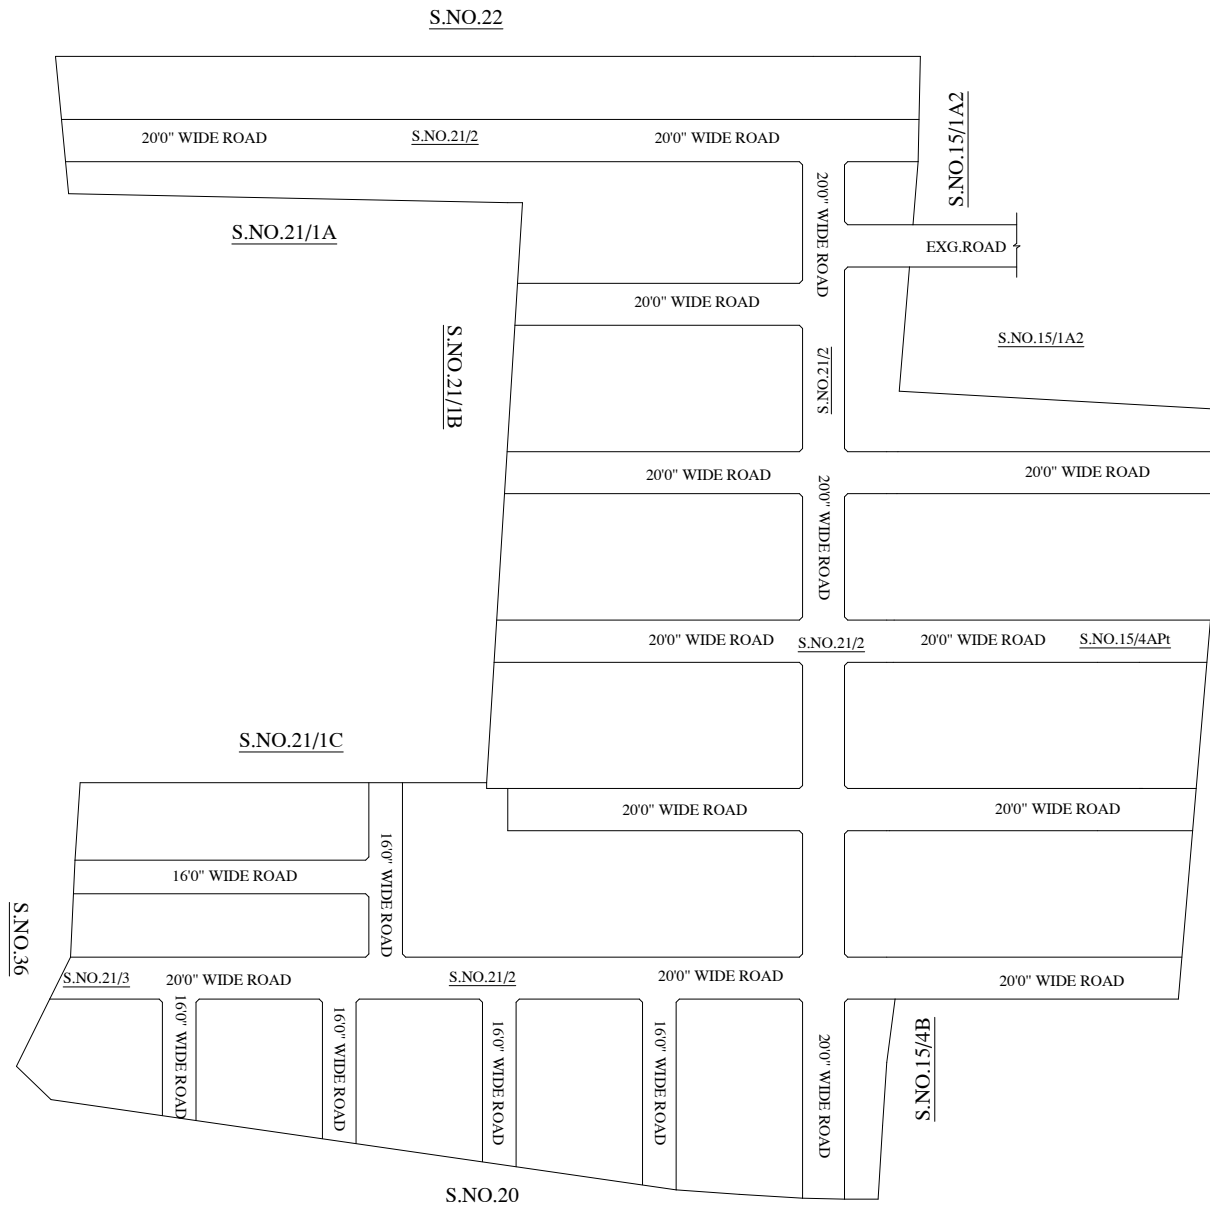 S.NO.22
S.NO.15/1A2
20'0" WIDE ROAD
S.NO.21/2
20'0" WIDE ROAD
20'0" WIDE ROAD
S.NO.21/1A
EXG.ROAD
20'0" WIDE ROAD
S.NO.21/1B
S.NO.21/2
S.NO.15/1A2
20'0" WIDE ROAD
20'0" WIDE ROAD
20'0" WIDE ROAD
20'0" WIDE ROAD
S.NO.21/2
20'0" WIDE ROAD
S.NO.15/4APt
S.NO.21/1C
20'0" WIDE ROAD
20'0" WIDE ROAD
16'0" WIDE ROAD
16'0" WIDE ROAD
S.NO.36
S.NO.21/3
20'0" WIDE ROAD
S.NO.21/2
20'0" WIDE ROAD
20'0" WIDE ROAD
16'0" WIDE ROAD
16'0" WIDE ROAD
16'0" WIDE ROAD
16'0" WIDE ROAD
20'0" WIDE ROAD
S.NO.15/4B
S.NO.20